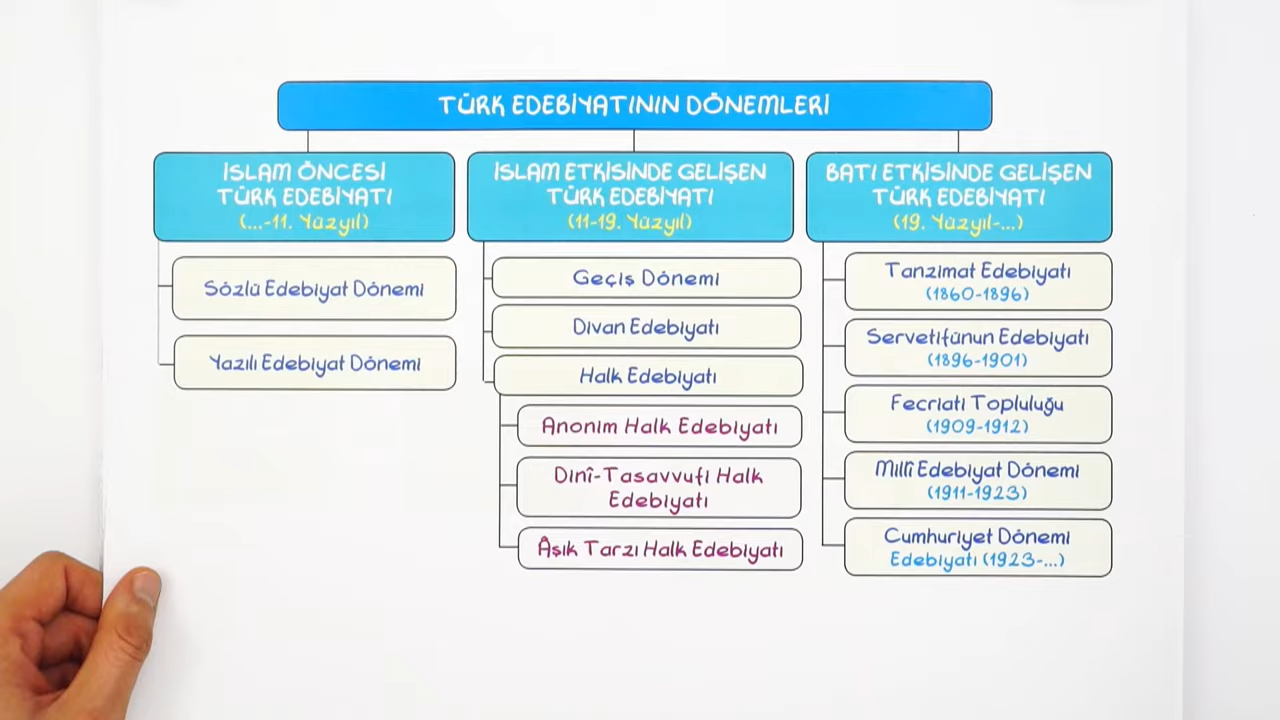 TÜRK EDEBİYATININ DÖNEMLERİ
İSLAM ÖNCESİ
TÜRK EDEBİYATI
(...-11. Yüzyıl)
Sözlü Edebiyat Dönemi
Yazılı Edebiyat Dönemi
İSLAM ETKİSİNDE GELİŞEN
TÜRK EDEBİYATI
(11-19. Yüzyıl)
Geçiş Dönemi
Divan Edebiyatı
Halk Edebiyatı
Anonim Halk Edebiyatı
Dinî-Tasavvufi Halk
Edebiyatı
Âşık Tarzı Halk Edebiyatı
BATI ETKİSİNDE GELİŞEN
TÜRK EDEBİYATI
(19. Yüzyıl-...)
Tanzimat Edebiyatı
(1860-1896)
Servetifünun Edebiyatı
(1896-1901)
Fecriati Topluluğu
(1909-1912)
Millî Edebiyat Dönemi
(1911-1923)
Cumhuriyet Dönemi
Edebiyatı (1923-...)